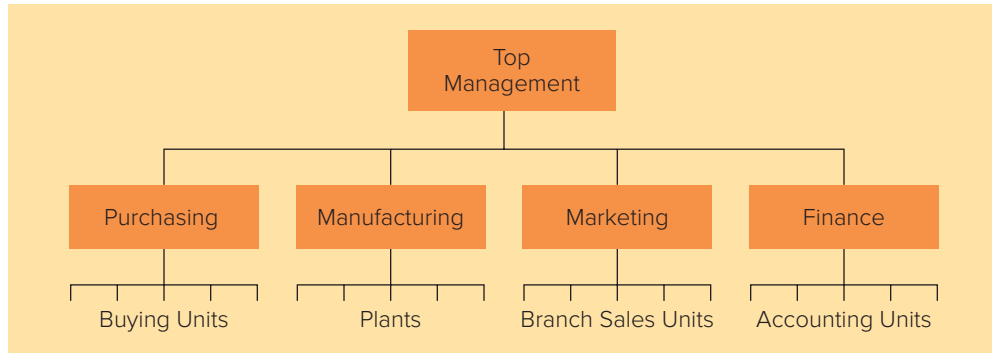 Top
Management
Purchasing
Manufacturing
Marketing
Finance
Buying Units
Plants
Branch Sales Units
Accounting Units